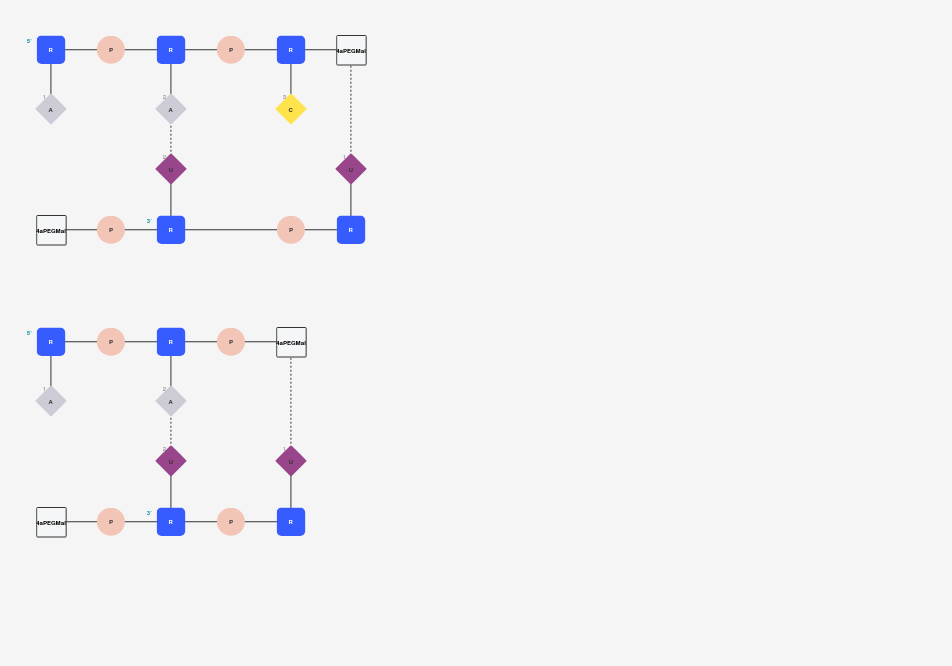 5' R P R P R 4aPEGMal
1 A 2 A 3 C
2 U 1 U
4aPEGMal P 3' R P R
5' R P R P 4aPEGMal
1 A 2 A
2 U 1 U
4aPEGMal P 3' R P R